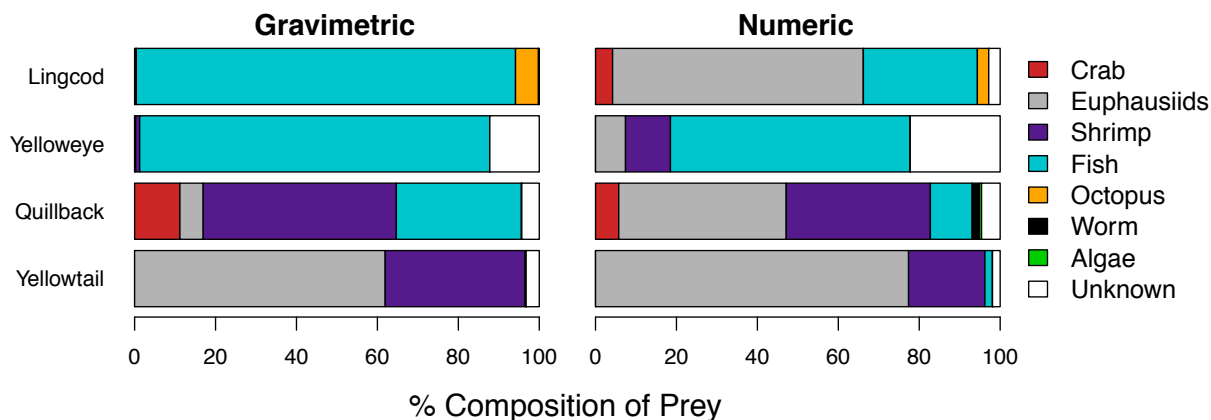 Gravimetric
Numeric
Lingcod
Yelloweye
Quillback
Yellowtail
0 20 40 60 80 100
0 20 40 60 80 100
% Composition of Prey
Crab
Euphausiids
Shrimp
Fish
Octopus
Worm
Algae
Unknown